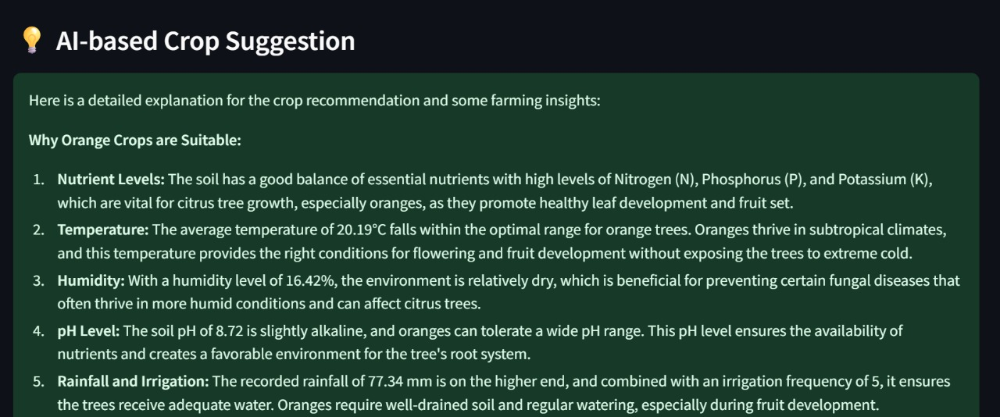 💡 AI-based Crop Suggestion
Here is a detailed explanation for the crop recommendation and some farming insights:
Why Orange Crops are Suitable:
1. Nutrient Levels: The soil has a good balance of essential nutrients with high levels of Nitrogen (N), Phosphorus (P), and Potassium (K),
which are vital for citrus tree growth, especially oranges, as they promote healthy leaf development and fruit set.
2. Temperature: The average temperature of 20.19°C falls within the optimal range for orange trees. Oranges thrive in subtropical climates,
and this temperature provides the right conditions for flowering and fruit development without exposing the trees to extreme cold.
3. Humidity: With a humidity level of 16.42%, the environment is relatively dry, which is beneficial for preventing certain fungal diseases that
often thrive in more humid conditions and can affect citrus trees.
4. pH Level: The soil pH of 8.72 is slightly alkaline, and oranges can tolerate a wide pH range. This pH level ensures the availability of
nutrients and creates a favorable environment for the tree's root system.
5. Rainfall and Irrigation: The recorded rainfall of 77.34 mm is on the higher end, and combined with an irrigation frequency of 5, it ensures
the trees receive adequate water. Oranges require well-drained soil and regular watering, especially during fruit development.